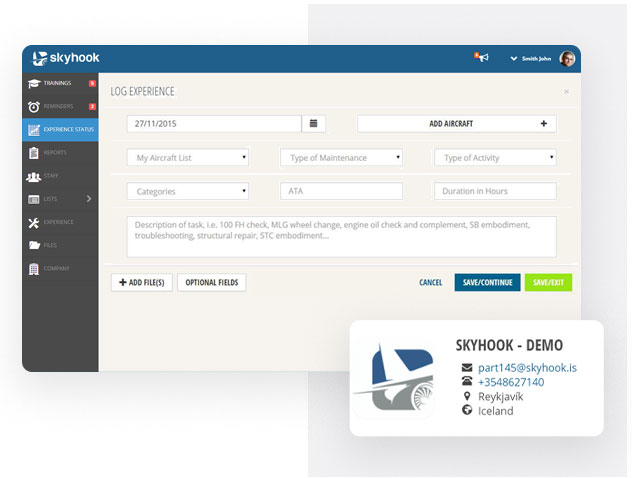 skyhook
Smith John
TRAININGS 5
REMINDERS 2
EXPERIENCE STATUS
REPORTS
STAFF
LISTS
EXPERIENCE
FILES
COMPANY
LOG EXPERIENCE
27/11/2015
ADD AIRCRAFT
My Aircraft List
Type of Maintenance
Type of Activity
Categories
ATA
Duration in Hours
Description of task, i.e. 100 FH check, MLG wheel change, engine oil check and complement, SB embodiment,
troubleshooting, structural repair, STC embodiment...
ADD FILE(S)
OPTIONAL FIELDS
CANCEL
SAVE/CONTINUE
SAVE/EXIT
SKYHOOK - DEMO
part145@skyhook.is
+3548627140
Reykjavík
Iceland